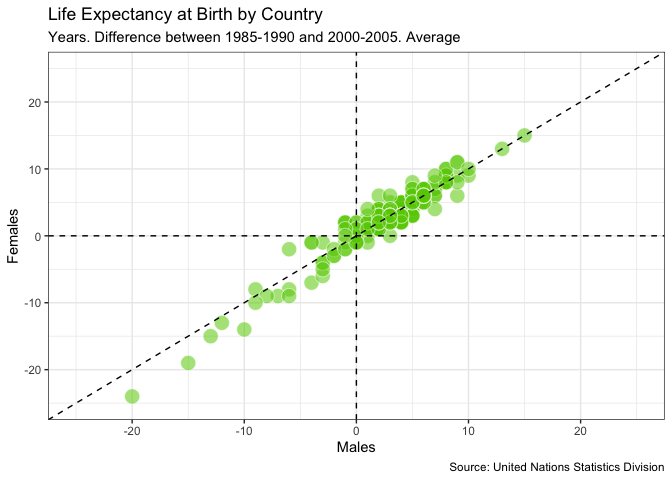 Life Expectancy at Birth by Country
Years. Difference between 1985-1990 and 2000-2005. Average
Females
20
10
0
-10
-20
-20 -10 0 10 20
Males
Source: United Nations Statistics Division